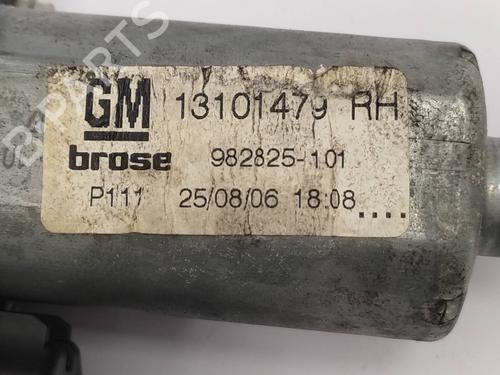 GM 13101479 RH
brose 982825-101
P111 25/08/06 18:08